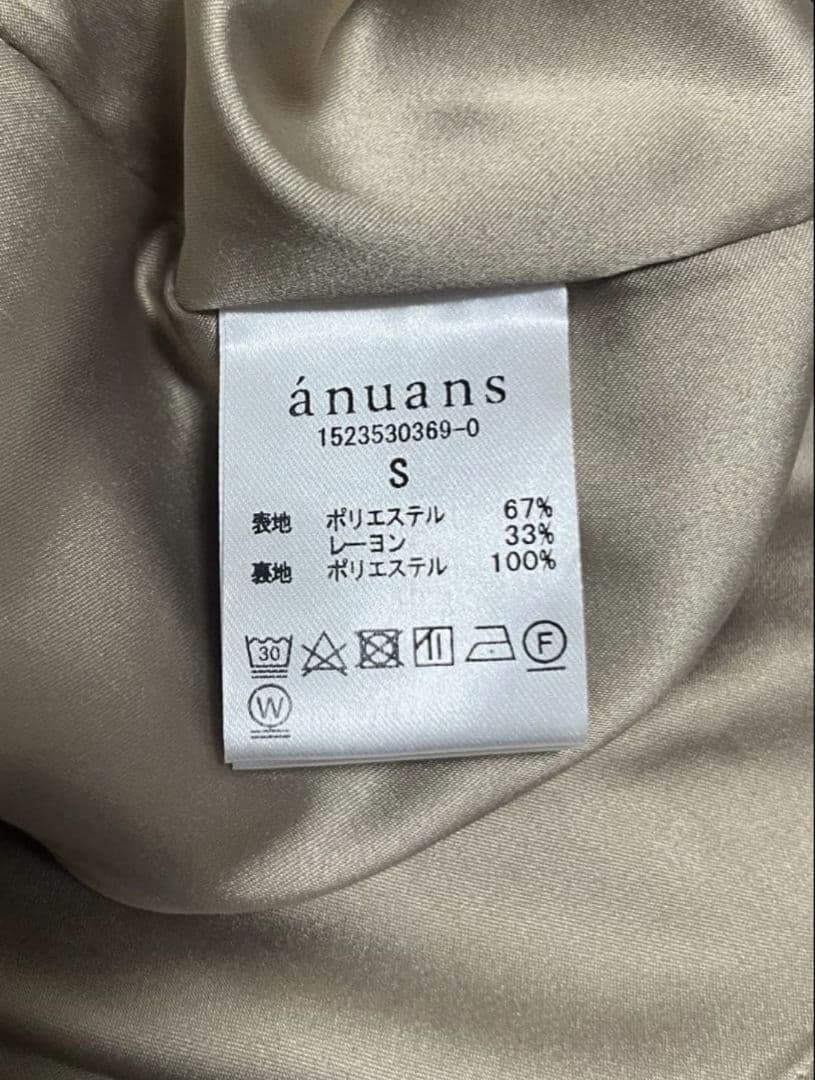 ánuans
1523530369-0
S
表地 ポリエステル 67%
レーヨン 33%
裏地 ポリエステル 100%
30 F
W